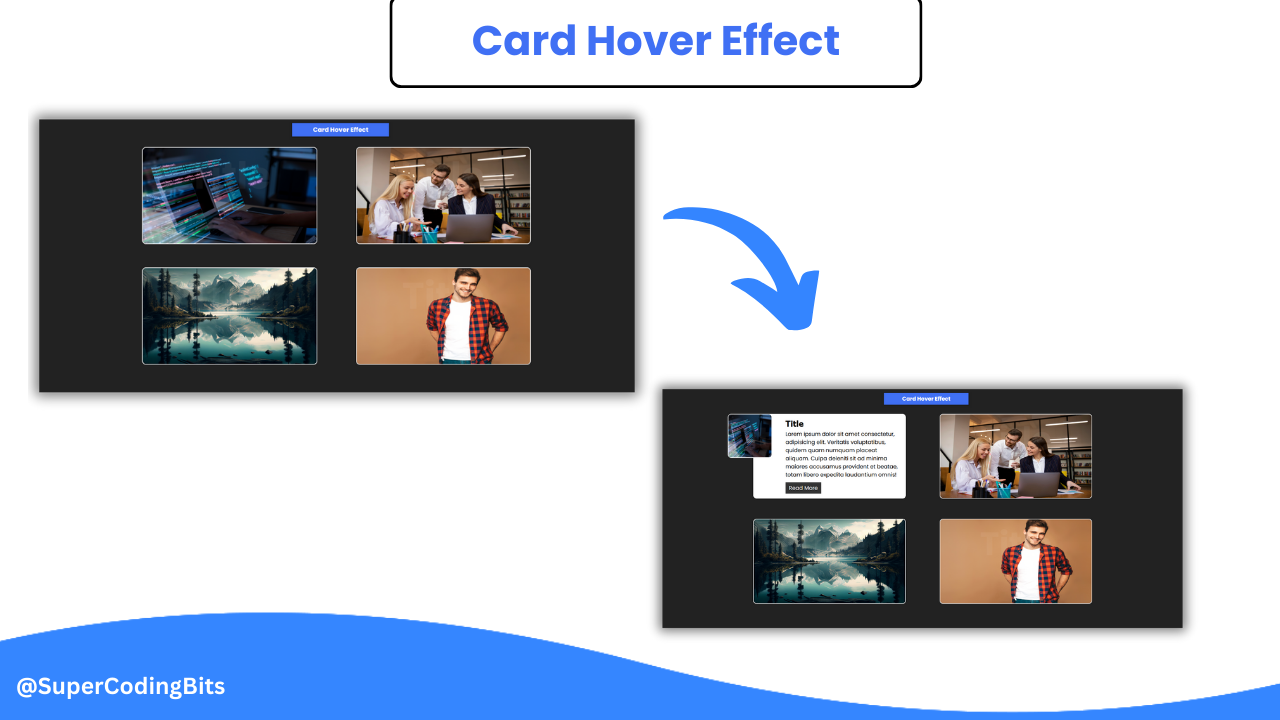 Card Hover Effect
Card Hover Effect
Card Hover Effect
Title
Lorem ipsum dolor sit amet consectetur,
adipisicing elit. Veritatis voluptatibus,
quidem quam numquam placeat
aliquam. Culpa deleniti sit ad minima
maiores accusamus provident et beatae,
totam libero expedita laudantium omnis!
Read More
@SuperCodingBits